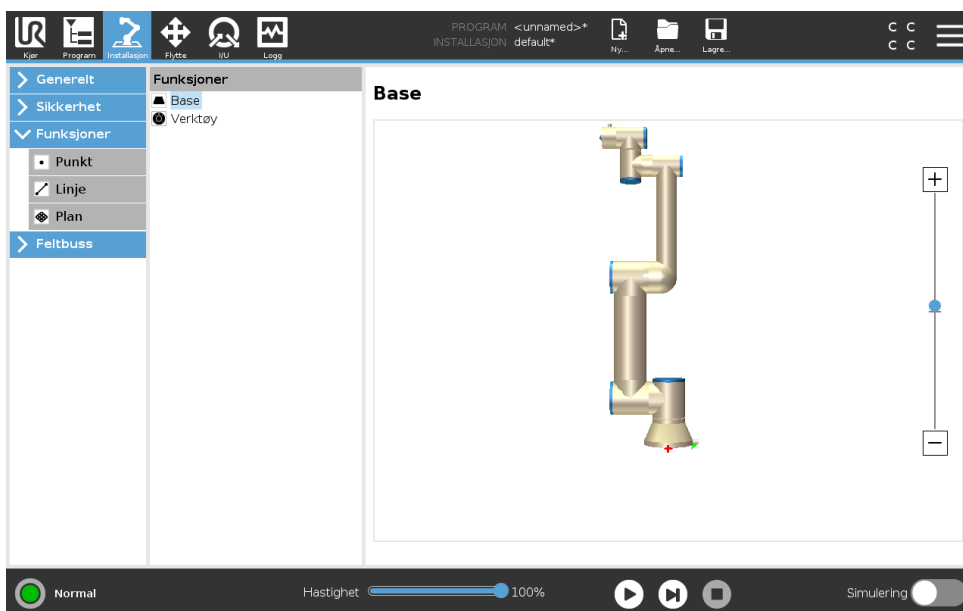 UR
PROGRAM <unnamed>*
INSTALLASJON default*
C C
C C
Kjør Program Installasjon Flytte I/U Logg Ny... Åpne... Lagre...
Generelt
Sikkerhet
Funksjoner
Punkt
Linje
Plan
Feltbuss
Funksjoner
Base
Verktøy
Base
+
−
Normal
Hastighet 100%
Simulering